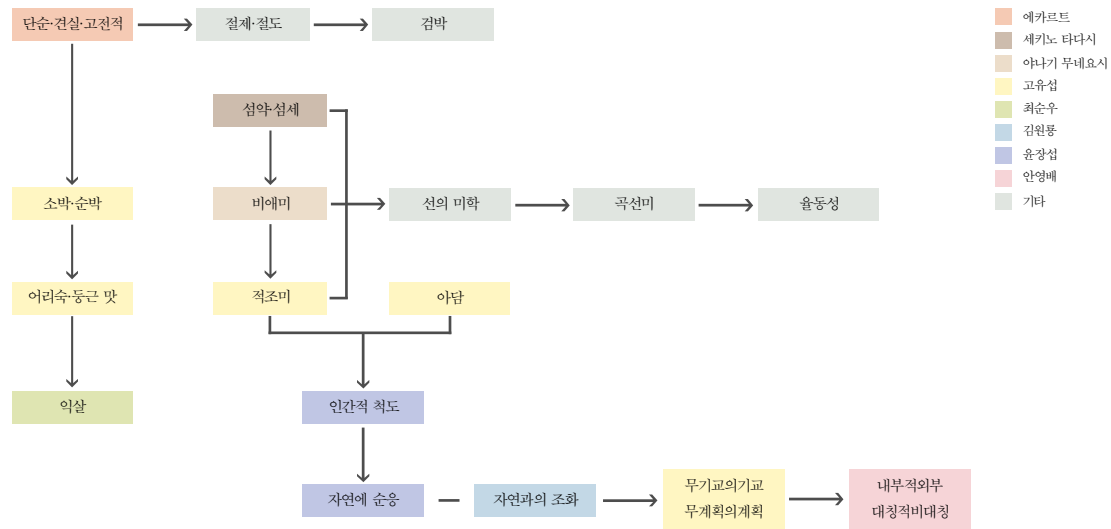 단순·견실·고전적
절제·절도
검박
섬약·섬세
소박·순박
비애미
선의 미학
곡선미
율동성
어리숙·둥근 맛
적조미
아담
익살
인간적 척도
자연에 순응
자연과의 조화
무기교의기교
무계획의계획
내부적외부
대칭적비대칭
에카르트
세키노 타다시
야나기 무네요시
고유섭
최순우
김원룡
윤장섭
안영배
기타